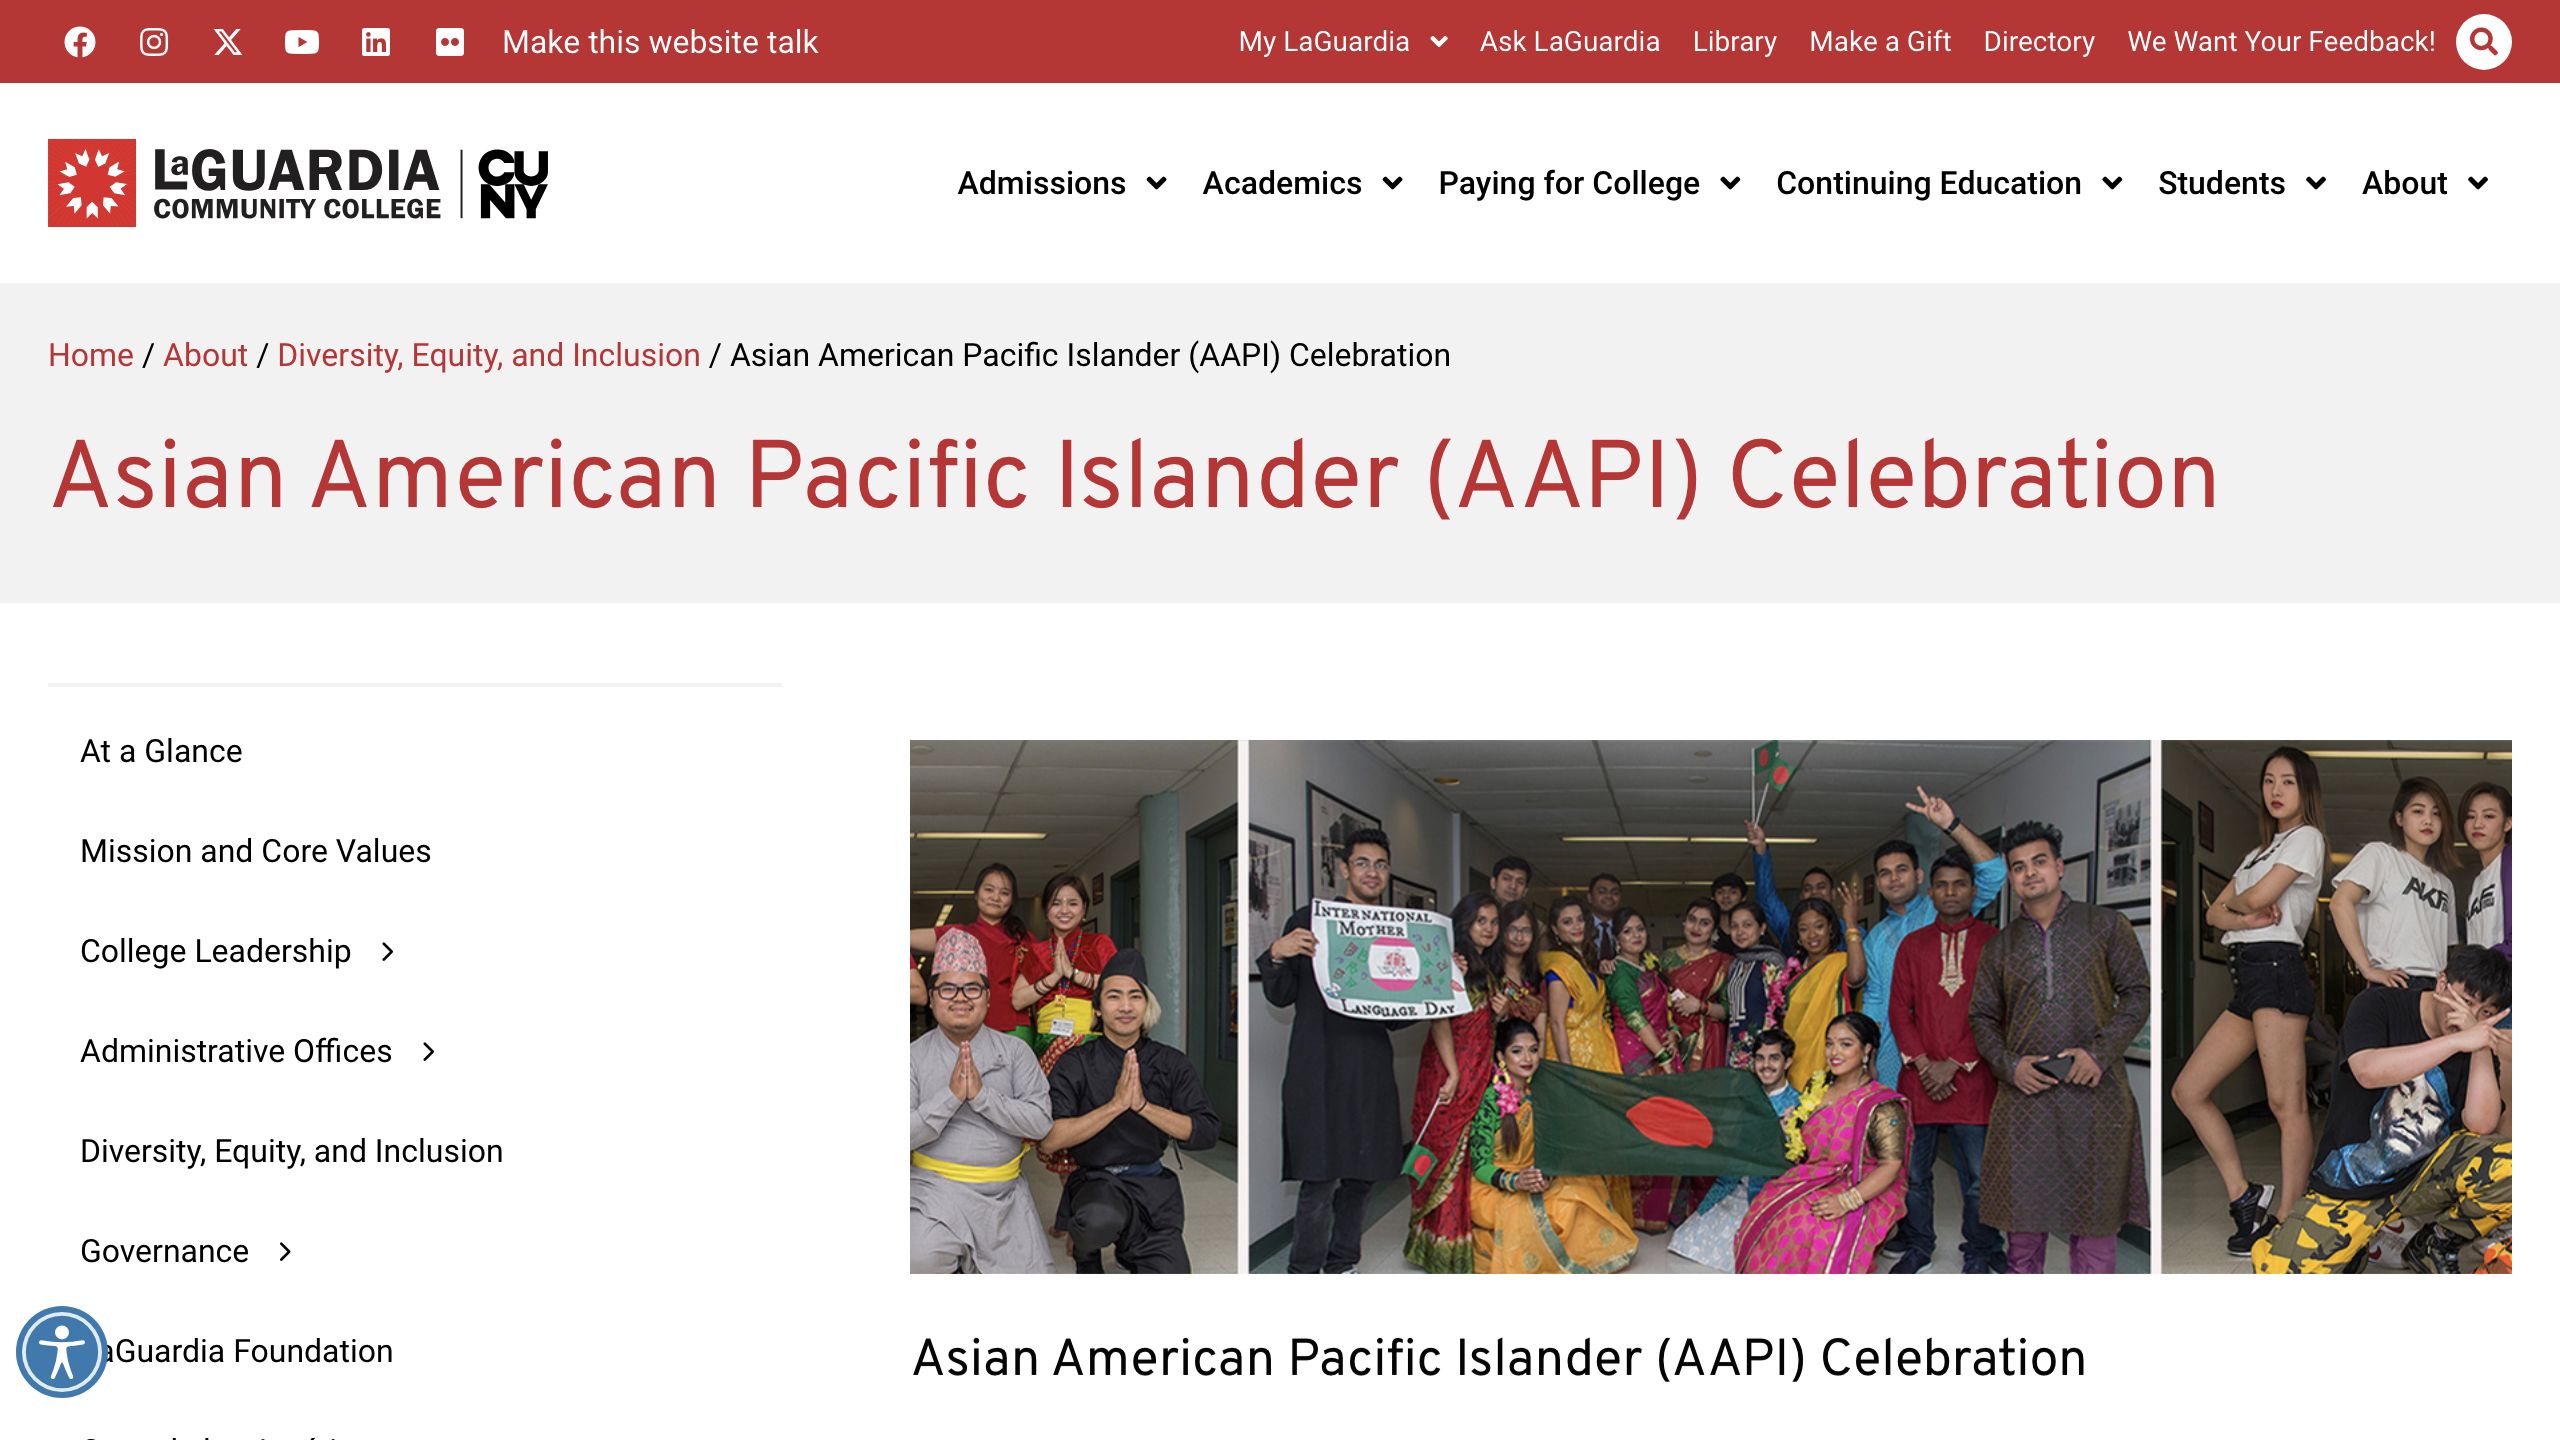 Make this website talk
My LaGuardia
Ask LaGuardia
Library
Make a Gift
Directory
We Want Your Feedback!
LaGUARDIA
COMMUNITY COLLEGE
CU
NY
Admissions
Academics
Paying for College
Continuing Education
Students
About
Home / About / Diversity, Equity, and Inclusion / Asian American Pacific Islander (AAPI) Celebration
Asian American Pacific Islander (AAPI) Celebration
At a Glance
Mission and Core Values
College Leadership
Administrative Offices
Diversity, Equity, and Inclusion
Governance
aGuardia Foundation
INTERNATIONAL
MOTHER
LANGUAGE DAY
Asian American Pacific Islander (AAPI) Celebration